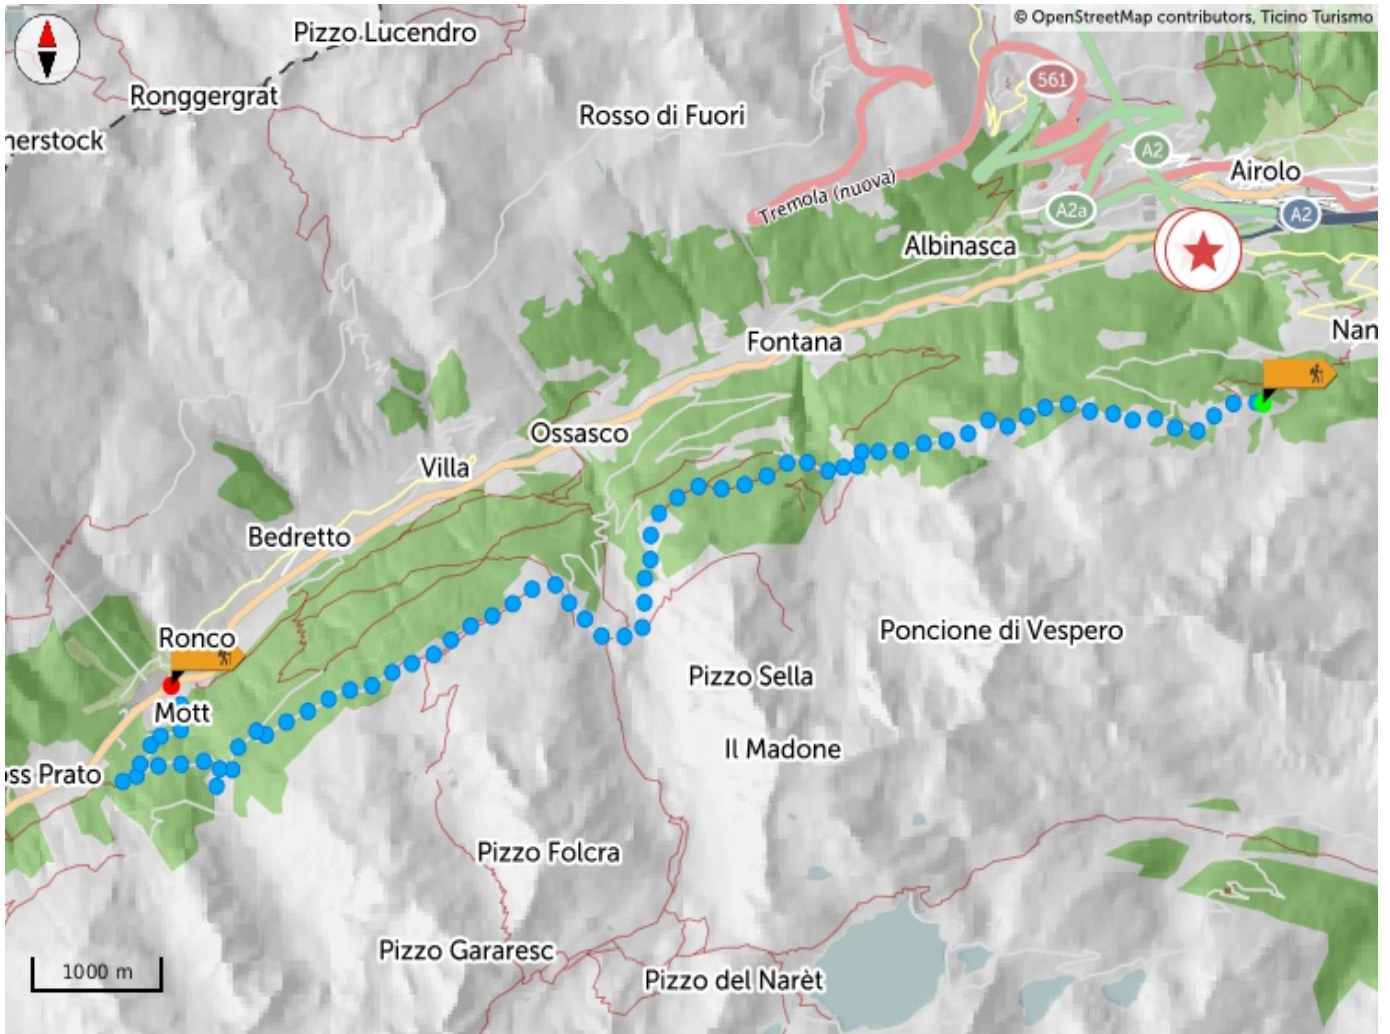 © OpenStreetMap contributors, Ticino Turismo
Pizzo Lucendro
561
Ronggergrat
Rosso di Fuori
nerstock
A2
Airolo
Tremola (nuova)
A2a
A2
Albinasca
Nan
Fontana
Ossasco
Villa
Bedretto
Ronco
Poncione di Vespero
Pizzo Sella
Mott
Il Madone
oss Prato
Pizzo Folcra
Pizzo Gararesc
1000 m
Pizzo del Narèt